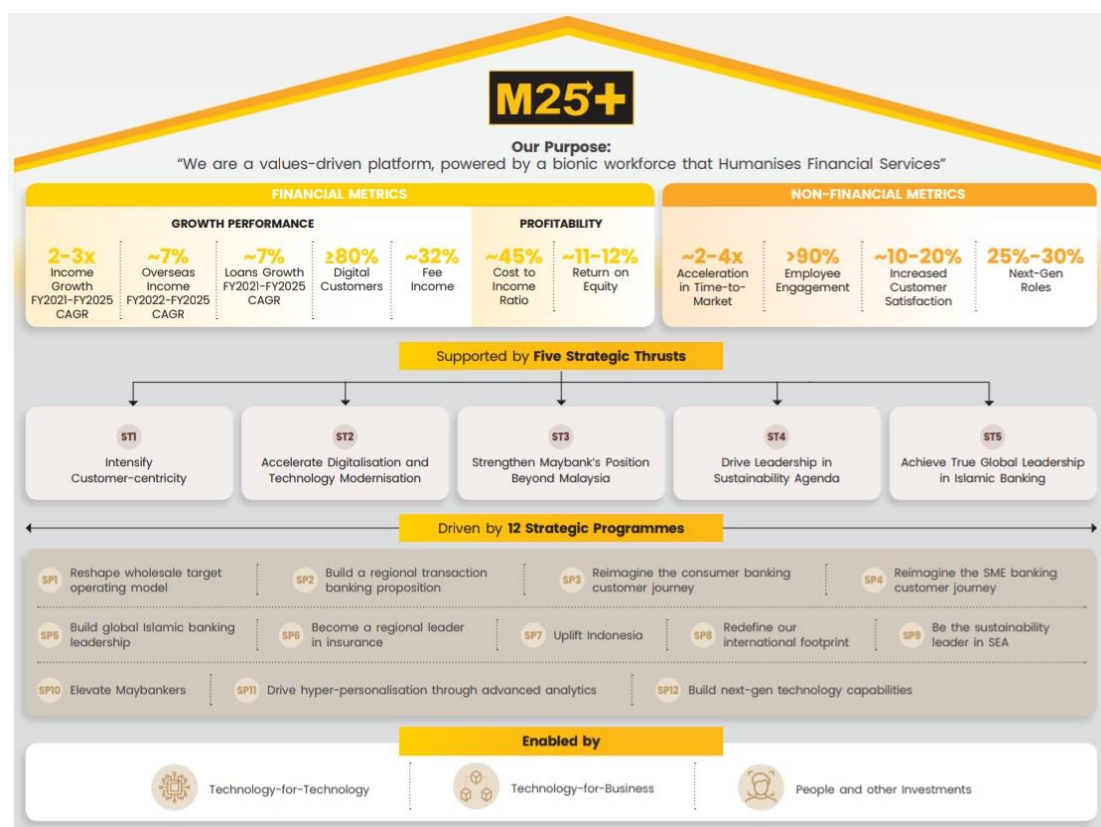 M25+
Our Purpose:
“We are a values-driven platform, powered by a bionic workforce that Humanises Financial Services”
FINANCIAL METRICS
GROWTH PERFORMANCE
PROFITABILITY
2-3x
Income
Growth
FY2021-FY2025
CAGR
~7%
Overseas
Income
FY2022-FY2025
CAGR
~7%
Loans Growth
FY2021-FY2025
CAGR
≥80%
Digital
Customers
~32%
Fee
Income
~45%
Cost to
Income
Ratio
~11-12%
Return on
Equity
NON-FINANCIAL METRICS
~2-4x
Acceleration
in Time-to-
Market
>90%
Employee
Engagement
~10-20%
Increased
Customer
Satisfaction
25%-30%
Next-Gen
Roles
Supported by Five Strategic Thrusts
ST1
Intensify
Customer-centricity
ST2
Accelerate Digitalisation and
Technology Modernisation
ST3
Strengthen Maybank’s Position
Beyond Malaysia
ST4
Drive Leadership in
Sustainability Agenda
ST5
Achieve True Global Leadership
in Islamic Banking
Driven by 12 Strategic Programmes
SP1
Reshape wholesale target
operating model
SP2
Build a regional transaction
banking proposition
SP3
Reimagine the consumer banking
customer journey
SP4
Reimagine the SME banking
customer journey
SP5
Build global Islamic banking
leadership
SP6
Become a regional leader
in insurance
SP7
Uplift Indonesia
SP8
Redefine our
international footprint
SP9
Be the sustainability
leader in SEA
SP10
Elevate Maybankers
SP11
Drive hyper-personalisation through advanced analytics
SP12
Build next-gen technology capabilities
Enabled by
Technology-for-Technology
Technology-for-Business
People and other Investments